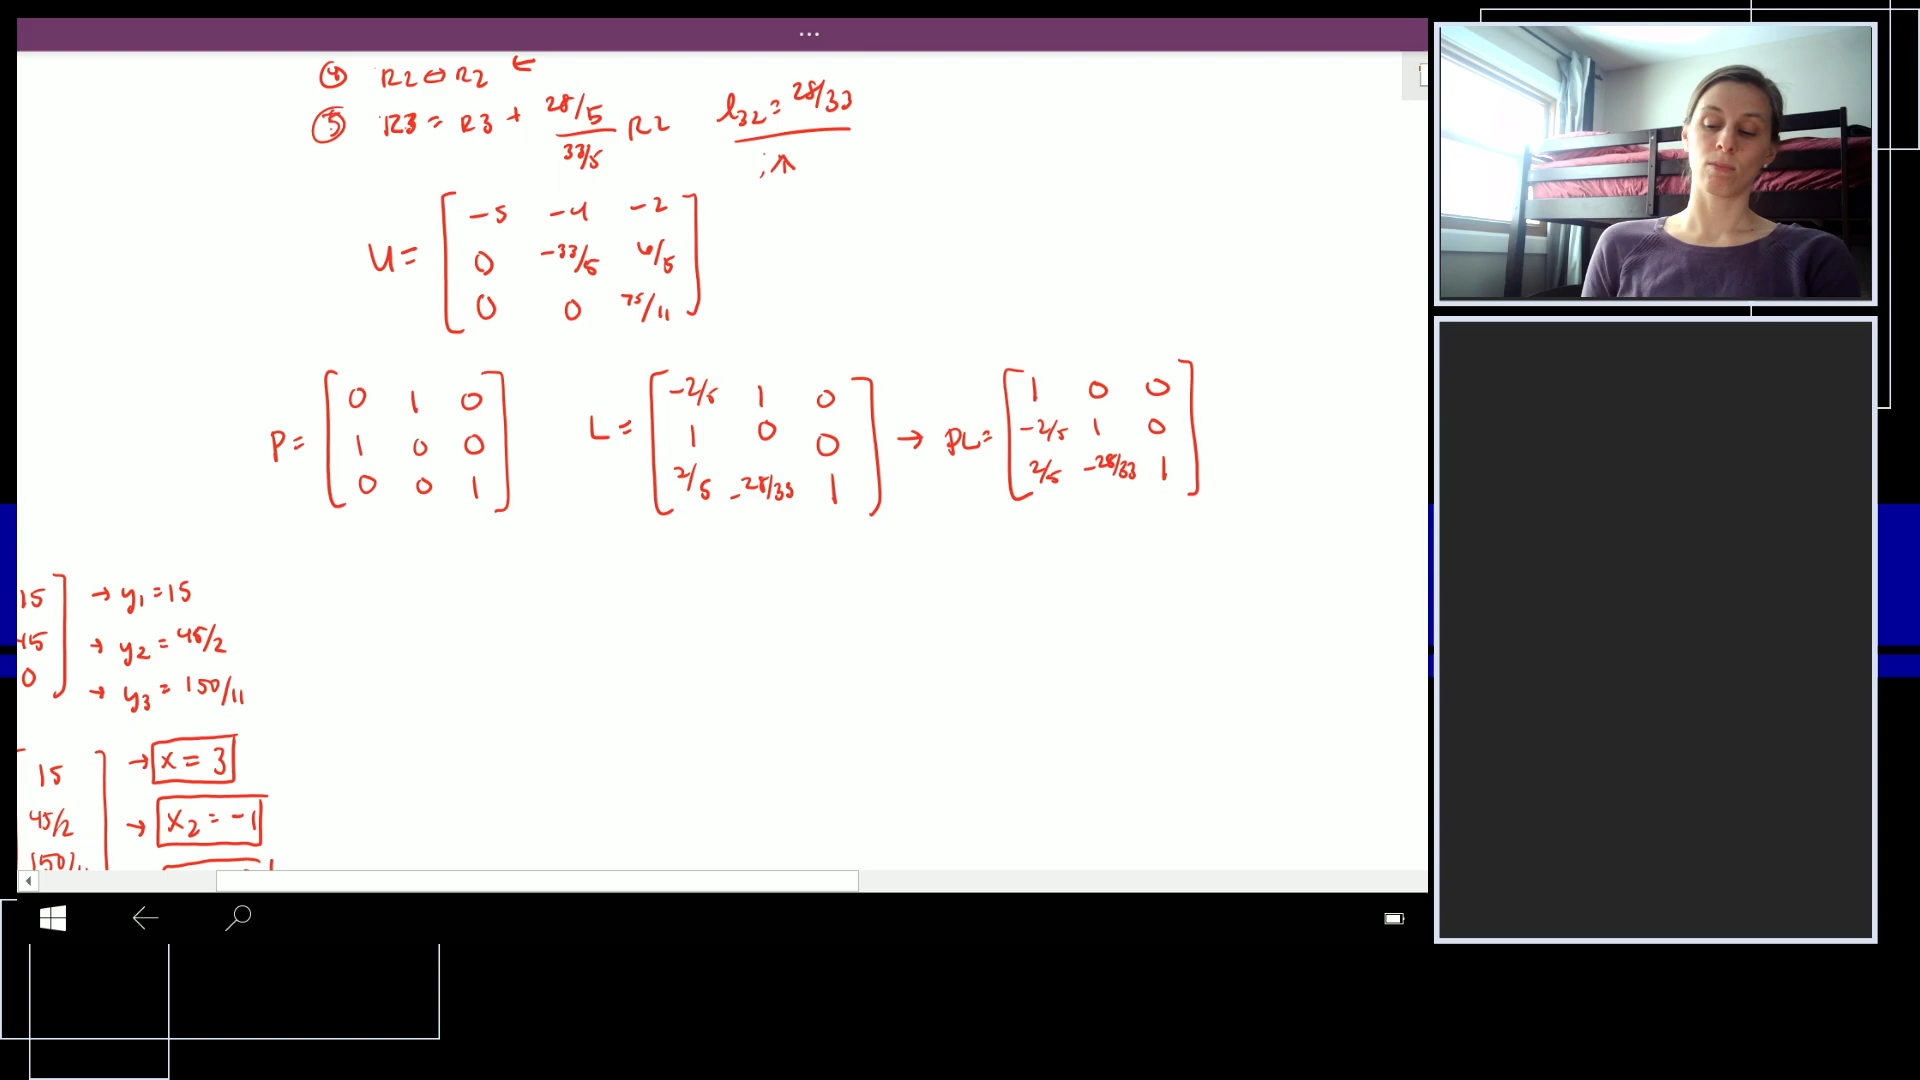 ...
④ R2 ⇔ R2 ←
⑤ R3 = R3 + (28/5)/(33/5) R2 l32 = 28/33
U = [ -5 -4 -2
0 -33/5 6/5
0 0 75/11 ]
P = [ 0 1 0
1 0 0
0 0 1 ]
L = [ -2/5 1 0
1 0 0
2/5 -28/33 1 ]
→ PL = [ 1 0 0
-2/5 1 0
2/5 -28/33 1 ]
15 ] → y1 = 15
45 → y2 = 45/2
0 → y3 = 150/11
15 ] → x = 3
45/2 → x2 = -1
150/11